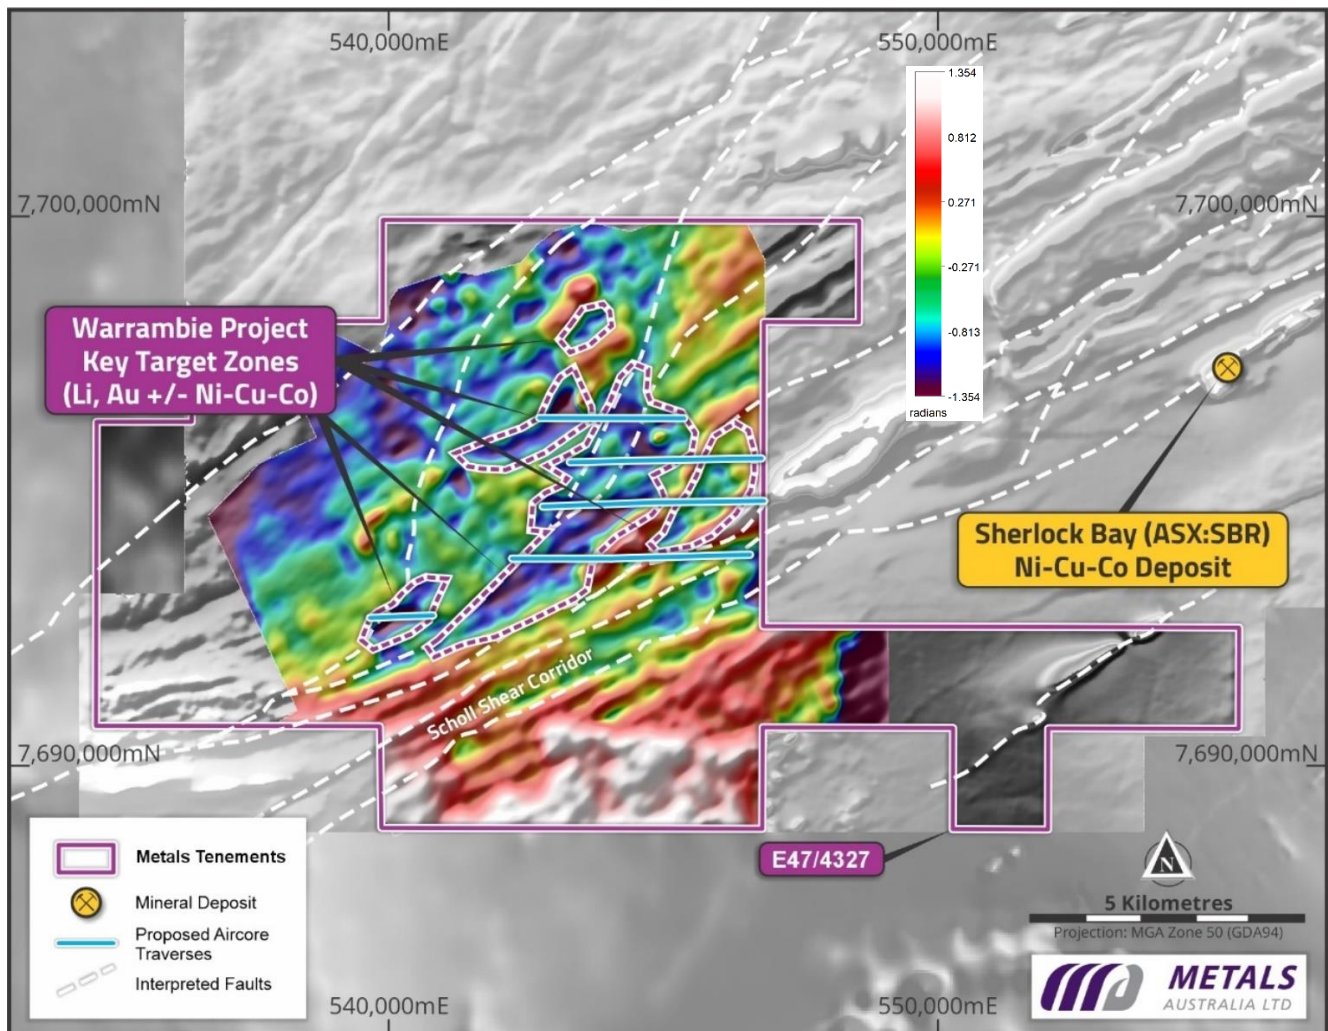 540,000mE
550,000mE
1.354
0.812
0.271
-0.271
-0.813
-1.354
radians
7,700,000mN
7,700,000mN
Warrambie Project
Key Target Zones
(Li, Au +/- Ni-Cu-Co)
Sherlock Bay (ASX:SBR)
Ni-Cu-Co Deposit
Scholl Shear Corridor
7,690,000mN
7,690,000mN
E47/4327
Metals Tenements
Mineral Deposit
Proposed Aircore
Traverses
Interpreted Faults
N
5 Kilometres
Projection: MGA Zone 50 (GDA94)
METALS
AUSTRALIA LTD
540,000mE
550,000mE